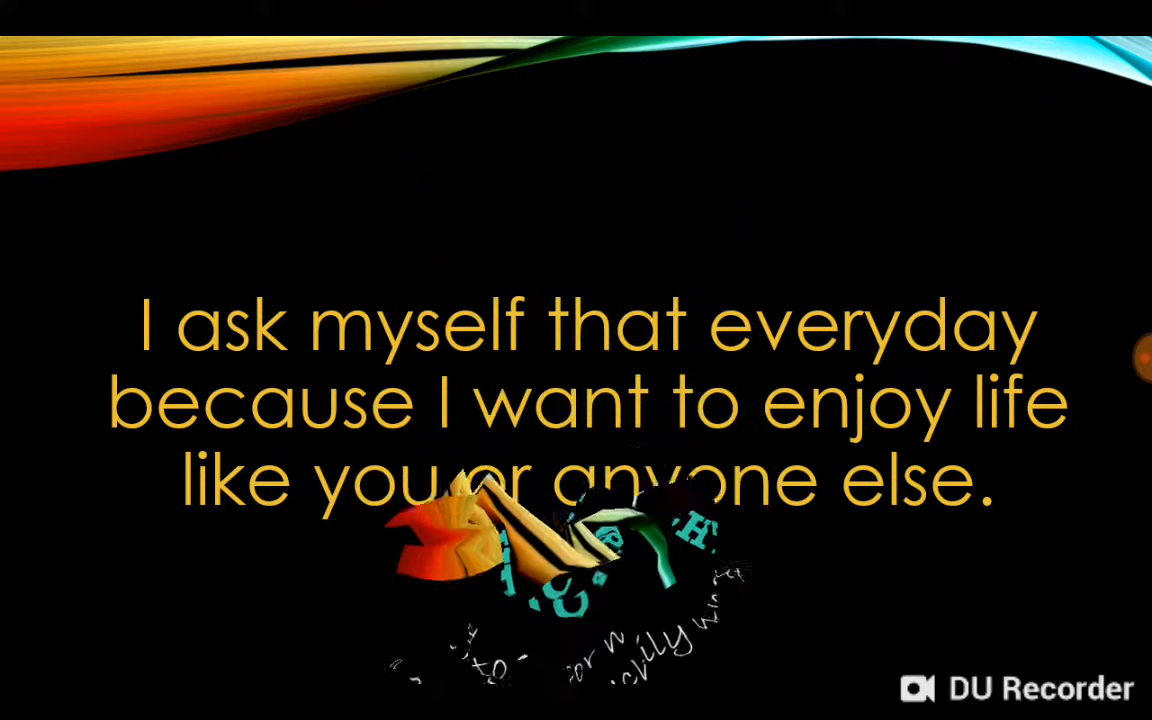 I ask myself that everyday
because I want to enjoy life
like you or anyone else.
DU Recorder